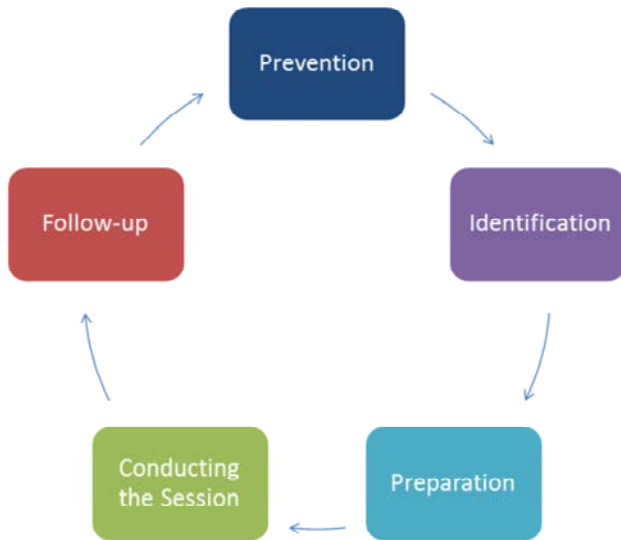 Prevention
Identification
Preparation
Conducting
the Session
Follow-up